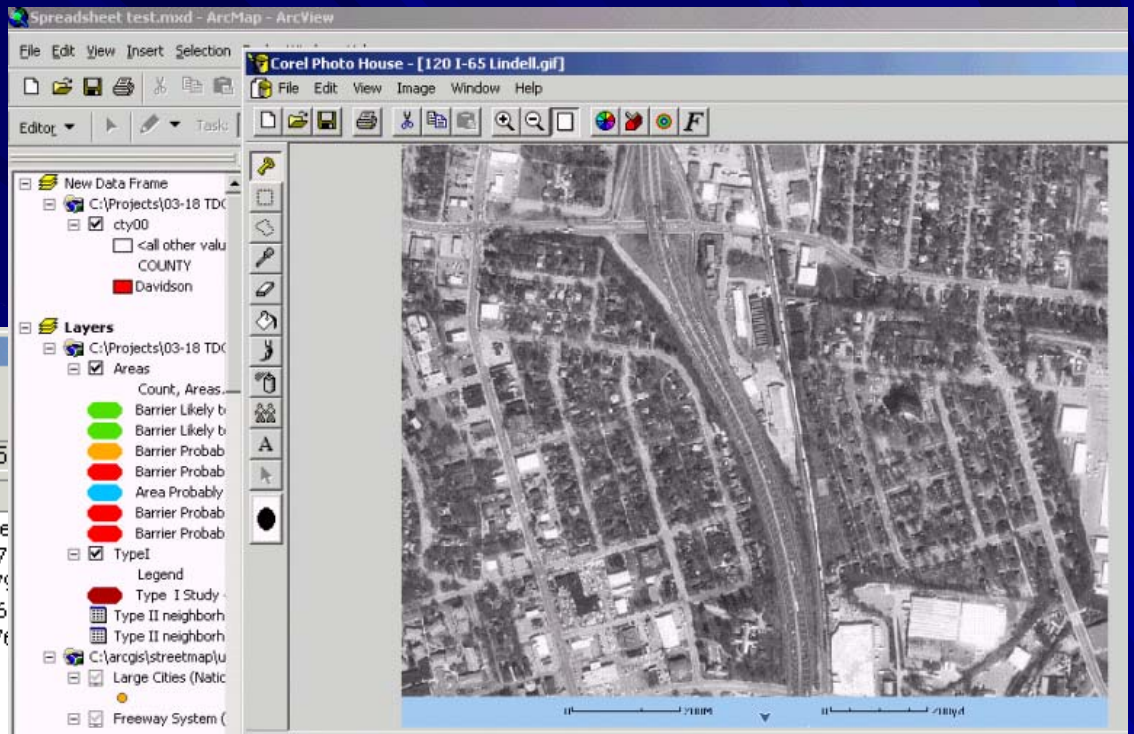 Spreadsheet test.mxd - ArcMap - ArcView
File Edit View Insert Selection
Editor Task:
New Data Frame
C:\Projects\03-18 TDC
cty00
<all other valu
COUNTY
Davidson
Layers
C:\Projects\03-18 TDC
Areas
Count, Areas.
Barrier Likely t
Barrier Likely t
Barrier Probab
Barrier Probab
Area Probably
Barrier Probab
Barrier Probab
TypeI
Legend
Type I Study
Type II neighborh
Type II neighborh
C:\arcgis\streetmap\u
Large Cities (Natic
Freeway System (
Corel Photo House - [120 I-65 Lindell.gif]
File Edit View Image Window Help
F
A
0 200M 0 200yd